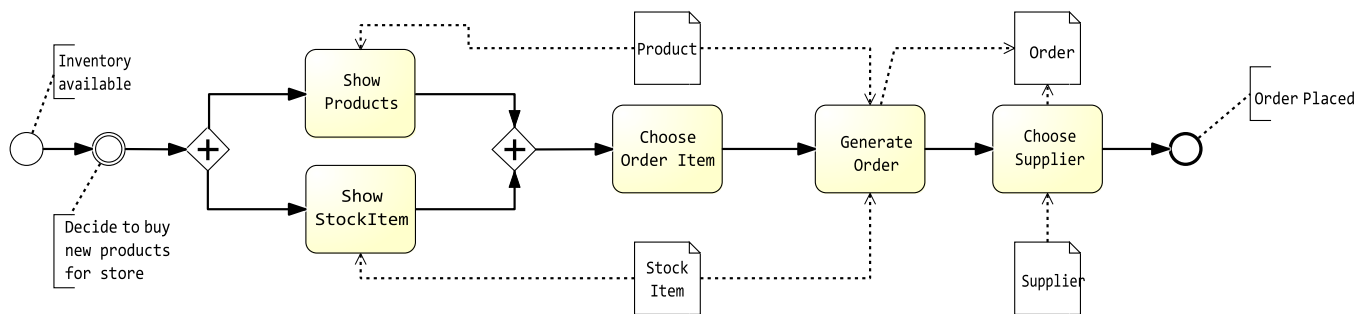 Inventory
available
Decide to buy
new products
for store
Show
Products
Show
StockItem
Product
Choose
Order Item
Stock
Item
Generate
Order
Order
Choose
Supplier
Supplier
Order Placed